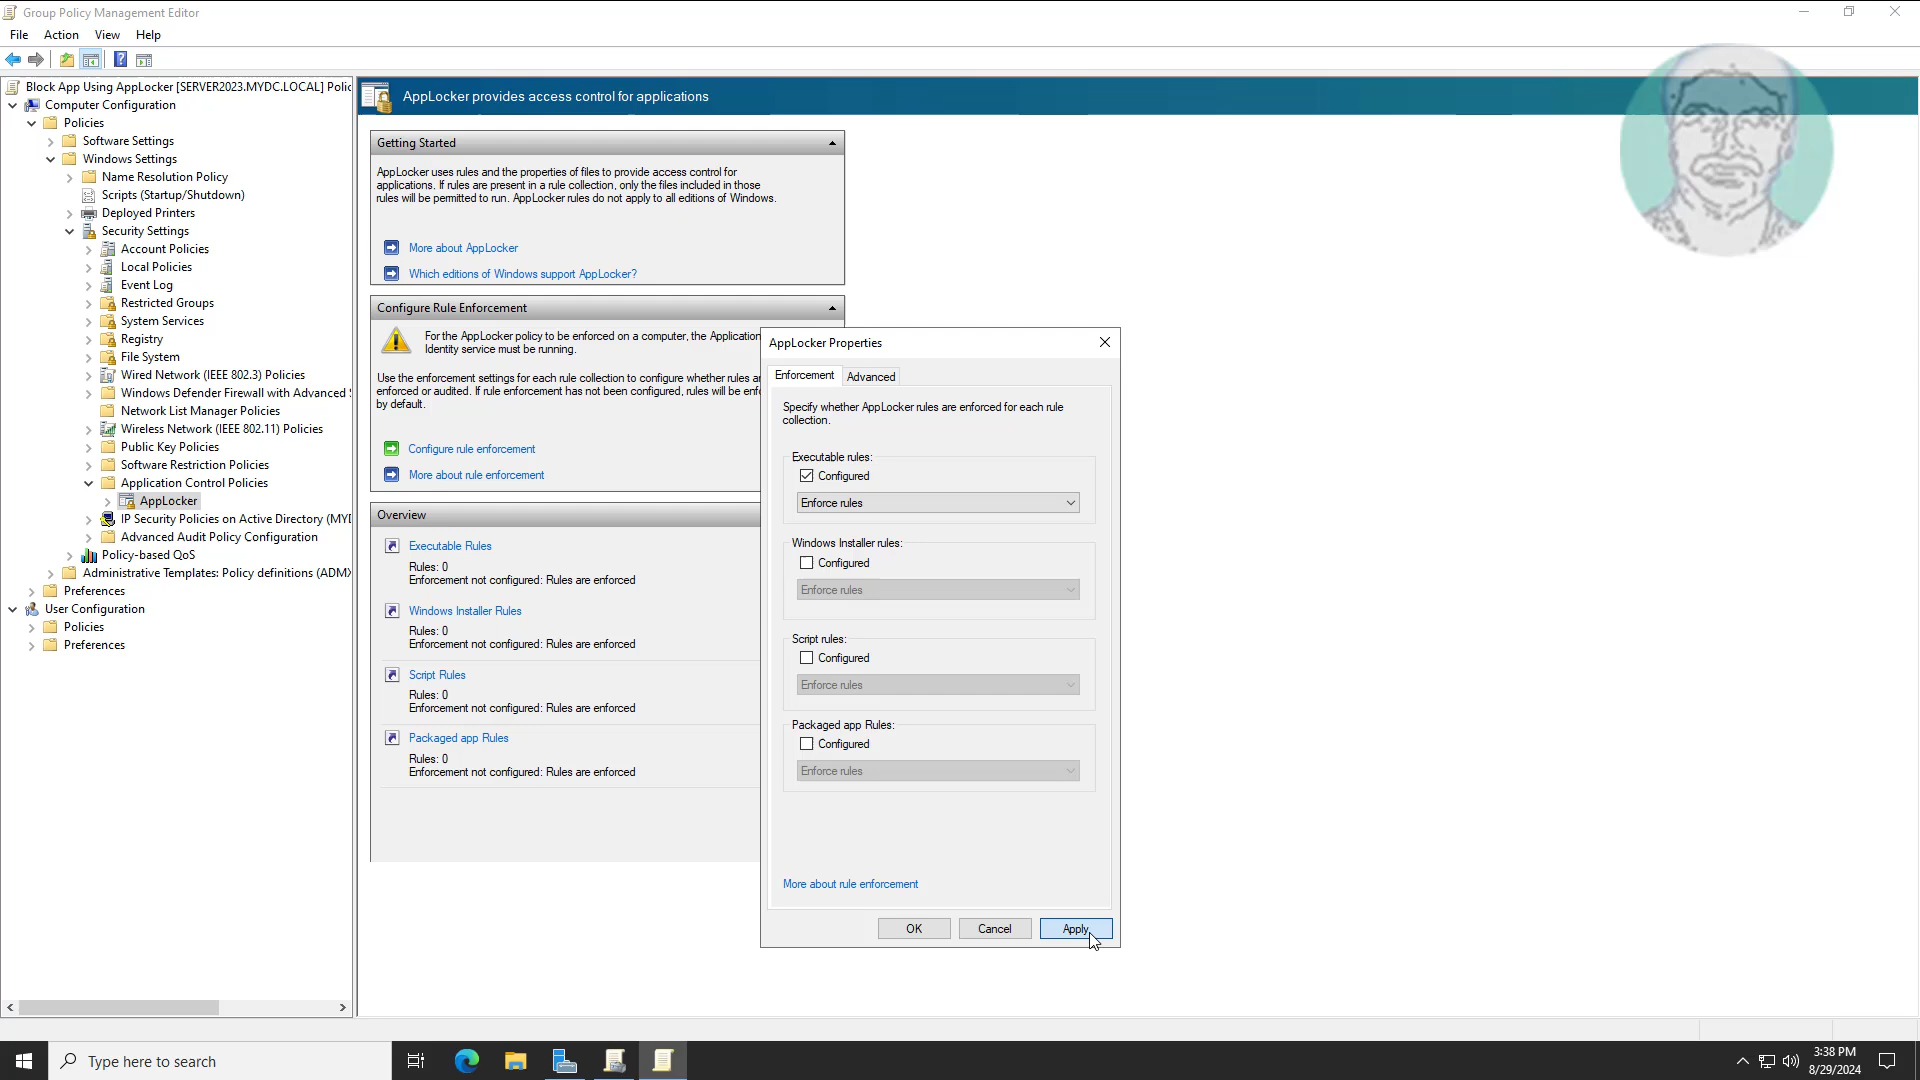 Group Policy Management Editor
File Action View Help
Block App Using AppLocker [SERVER2023.MYDC.LOCAL] Polic
Computer Configuration
Policies
Software Settings
Windows Settings
Name Resolution Policy
Scripts (Startup/Shutdown)
Deployed Printers
Security Settings
Account Policies
Local Policies
Event Log
Restricted Groups
System Services
Registry
File System
Wired Network (IEEE 802.3) Policies
Windows Defender Firewall with Advanced S
Network List Manager Policies
Wireless Network (IEEE 802.11) Policies
Public Key Policies
Software Restriction Policies
Application Control Policies
AppLocker
IP Security Policies on Active Directory (MYD
Advanced Audit Policy Configuration
Policy-based QoS
Administrative Templates: Policy definitions (ADMX
Preferences
User Configuration
Policies
Preferences
AppLocker provides access control for applications
Getting Started
AppLocker uses rules and the properties of files to provide access control for
applications. If rules are present in a rule collection, only the files included in those
rules will be permitted to run. AppLocker rules do not apply to all editions of Windows.
More about AppLocker
Which editions of Windows support AppLocker?
Configure Rule Enforcement
For the AppLocker policy to be enforced on a computer, the Application
Identity service must be running.
Use the enforcement settings for each rule collection to configure whether rules ar
enforced or audited. If rule enforcement has not been configured, rules will be enf
by default.
Configure rule enforcement
More about rule enforcement
Overview
Executable Rules
Rules: 0
Enforcement not configured: Rules are enforced
Windows Installer Rules
Rules: 0
Enforcement not configured: Rules are enforced
Script Rules
Rules: 0
Enforcement not configured: Rules are enforced
Packaged app Rules
Rules: 0
Enforcement not configured: Rules are enforced
AppLocker Properties
Enforcement Advanced
Specify whether AppLocker rules are enforced for each rule
collection.
Executable rules:
Configured
Enforce rules
Windows Installer rules:
Configured
Enforce rules
Script rules:
Configured
Enforce rules
Packaged app Rules:
Configured
Enforce rules
More about rule enforcement
OK Cancel Apply
Type here to search
3:38 PM
8/29/2024